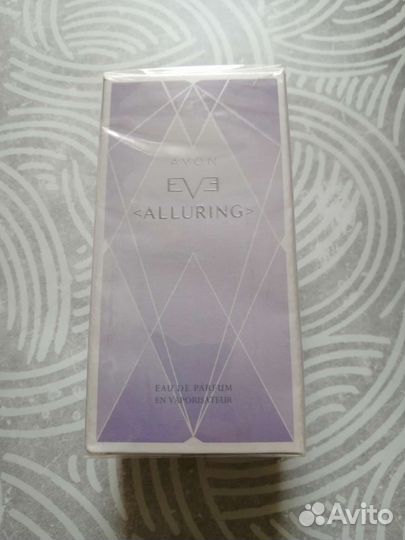 AVON
EVE
<ALLURING>
EAU DE PARFUM
EN VAPORISATEUR
Avito